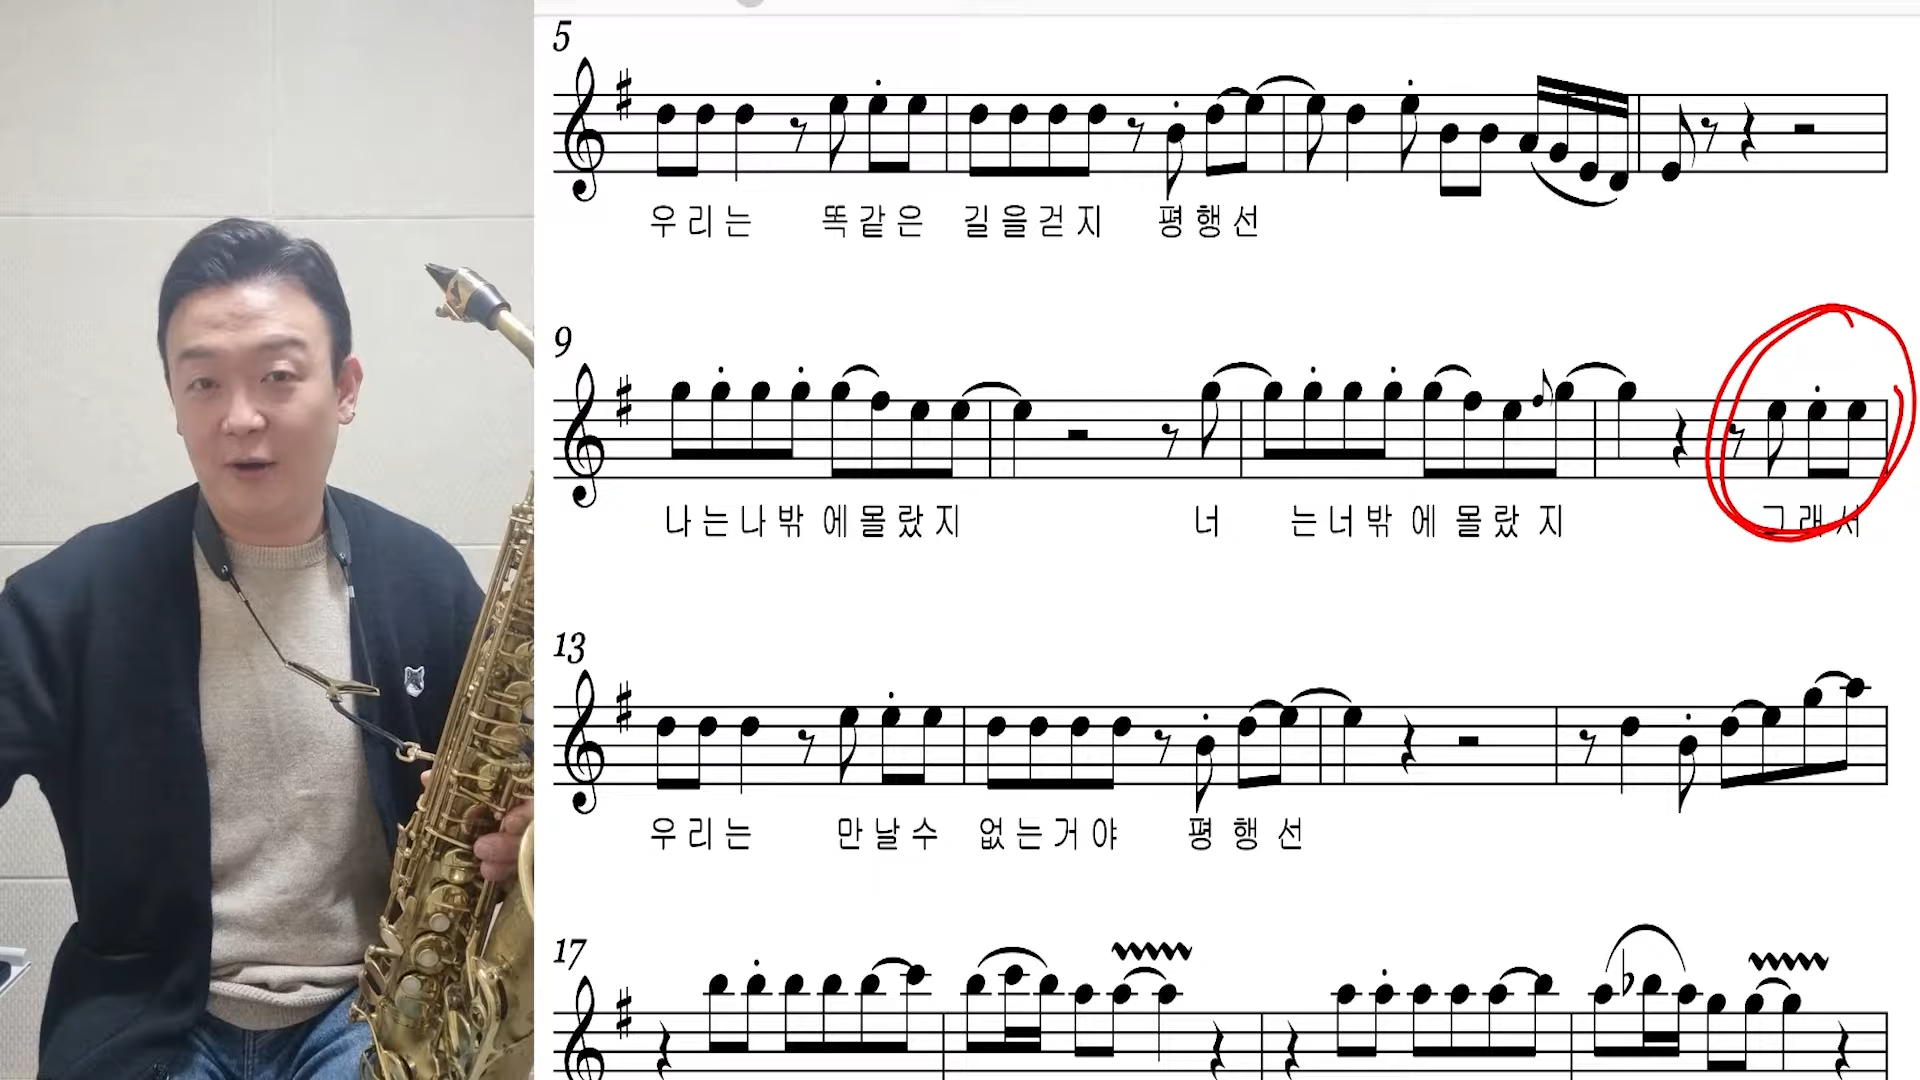 5
우리는 똑같은 길을걷지 평행선
9
나는나밖에몰랐지 너 는너밖에 몰랐 지 그래서
13
우리는 만날수 없는거야 평행선
17